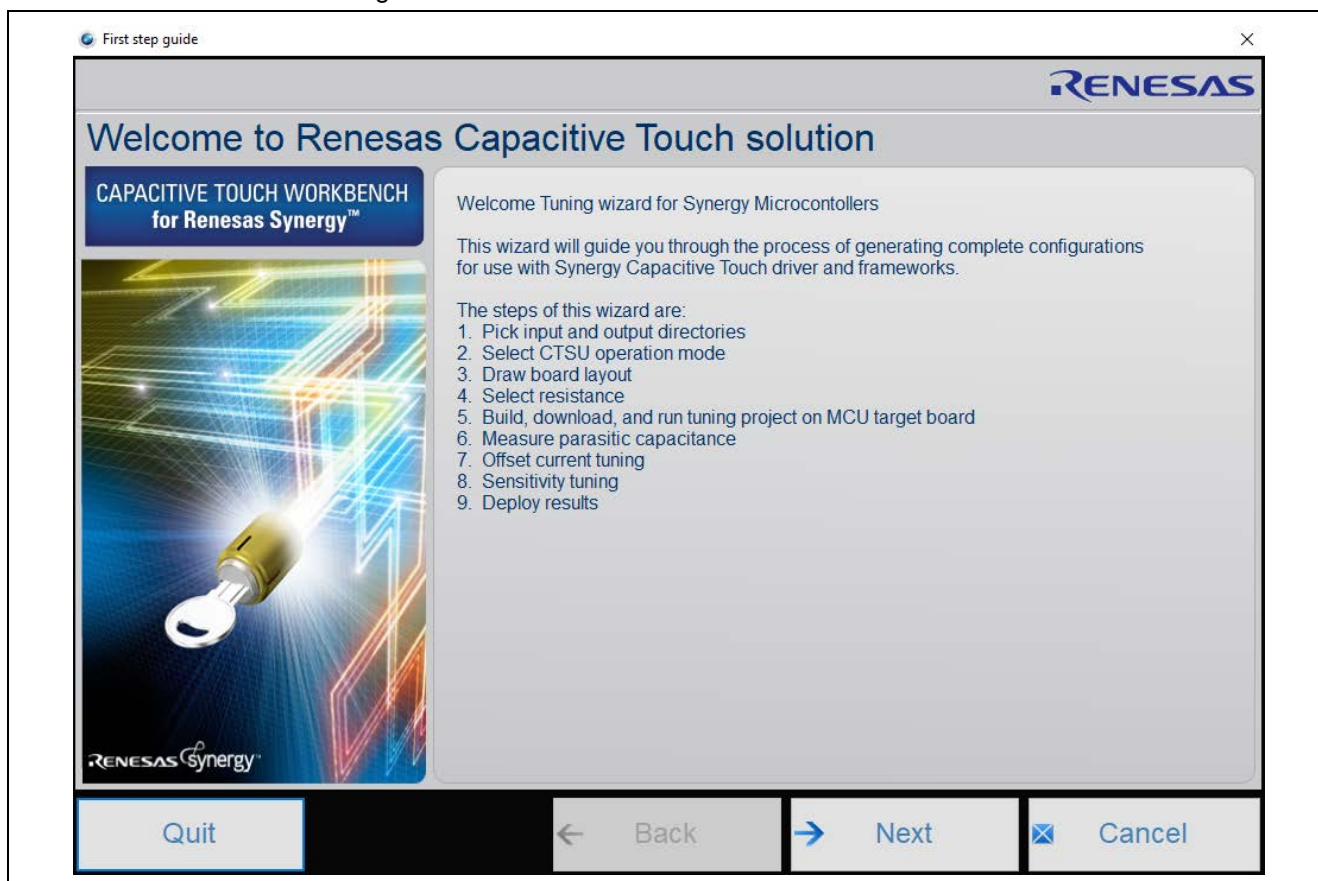 First step guide
RENESAS
Welcome to Renesas Capacitive Touch solution
CAPACITIVE TOUCH WORKBENCH
for Renesas Synergy™
Welcome Tuning wizard for Synergy Microcontollers
This wizard will guide you through the process of generating complete configurations
for use with Synergy Capacitive Touch driver and frameworks.
The steps of this wizard are:
1. Pick input and output directories
2. Select CTSU operation mode
3. Draw board layout
4. Select resistance
5. Build, download, and run tuning project on MCU target board
6. Measure parasitic capacitance
7. Offset current tuning
8. Sensitivity tuning
9. Deploy results
RENESAS Synergy™
Quit
Back
Next
Cancel